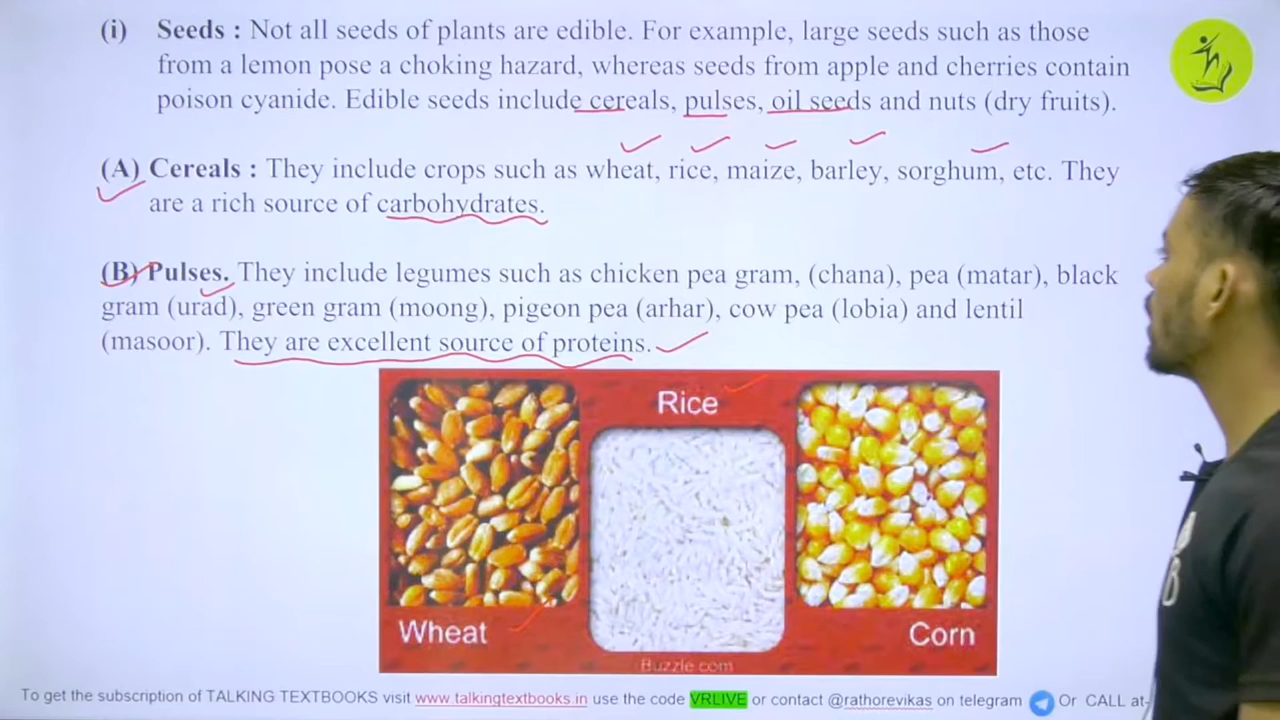 (i) Seeds : Not all seeds of plants are edible. For example, large seeds such as those
from a lemon pose a choking hazard, whereas seeds from apple and cherries contain
poison cyanide. Edible seeds include cereals, pulses, oil seeds and nuts (dry fruits).
(A) Cereals : They include crops such as wheat, rice, maize, barley, sorghum, etc. They
are a rich source of carbohydrates.
(B) Pulses. They include legumes such as chicken pea gram, (chana), pea (matar), black
gram (urad), green gram (moong), pigeon pea (arhar), cow pea (lobia) and lentil
(masoor). They are excellent source of proteins.
Rice
Wheat
Corn
Buzzle.com
To get the subscription of TALKING TEXTBOOKS visit www.talkingtextbooks.in use the code VRLIVE or contact @rathorevikas on telegram Or CALL at-